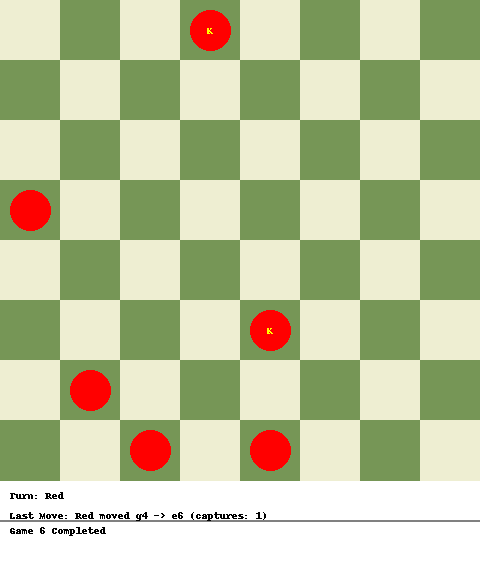 K
K
Turn: Red
Last Move: Red moved g4 -> e6 (captures: 1)
Game 6 Completed